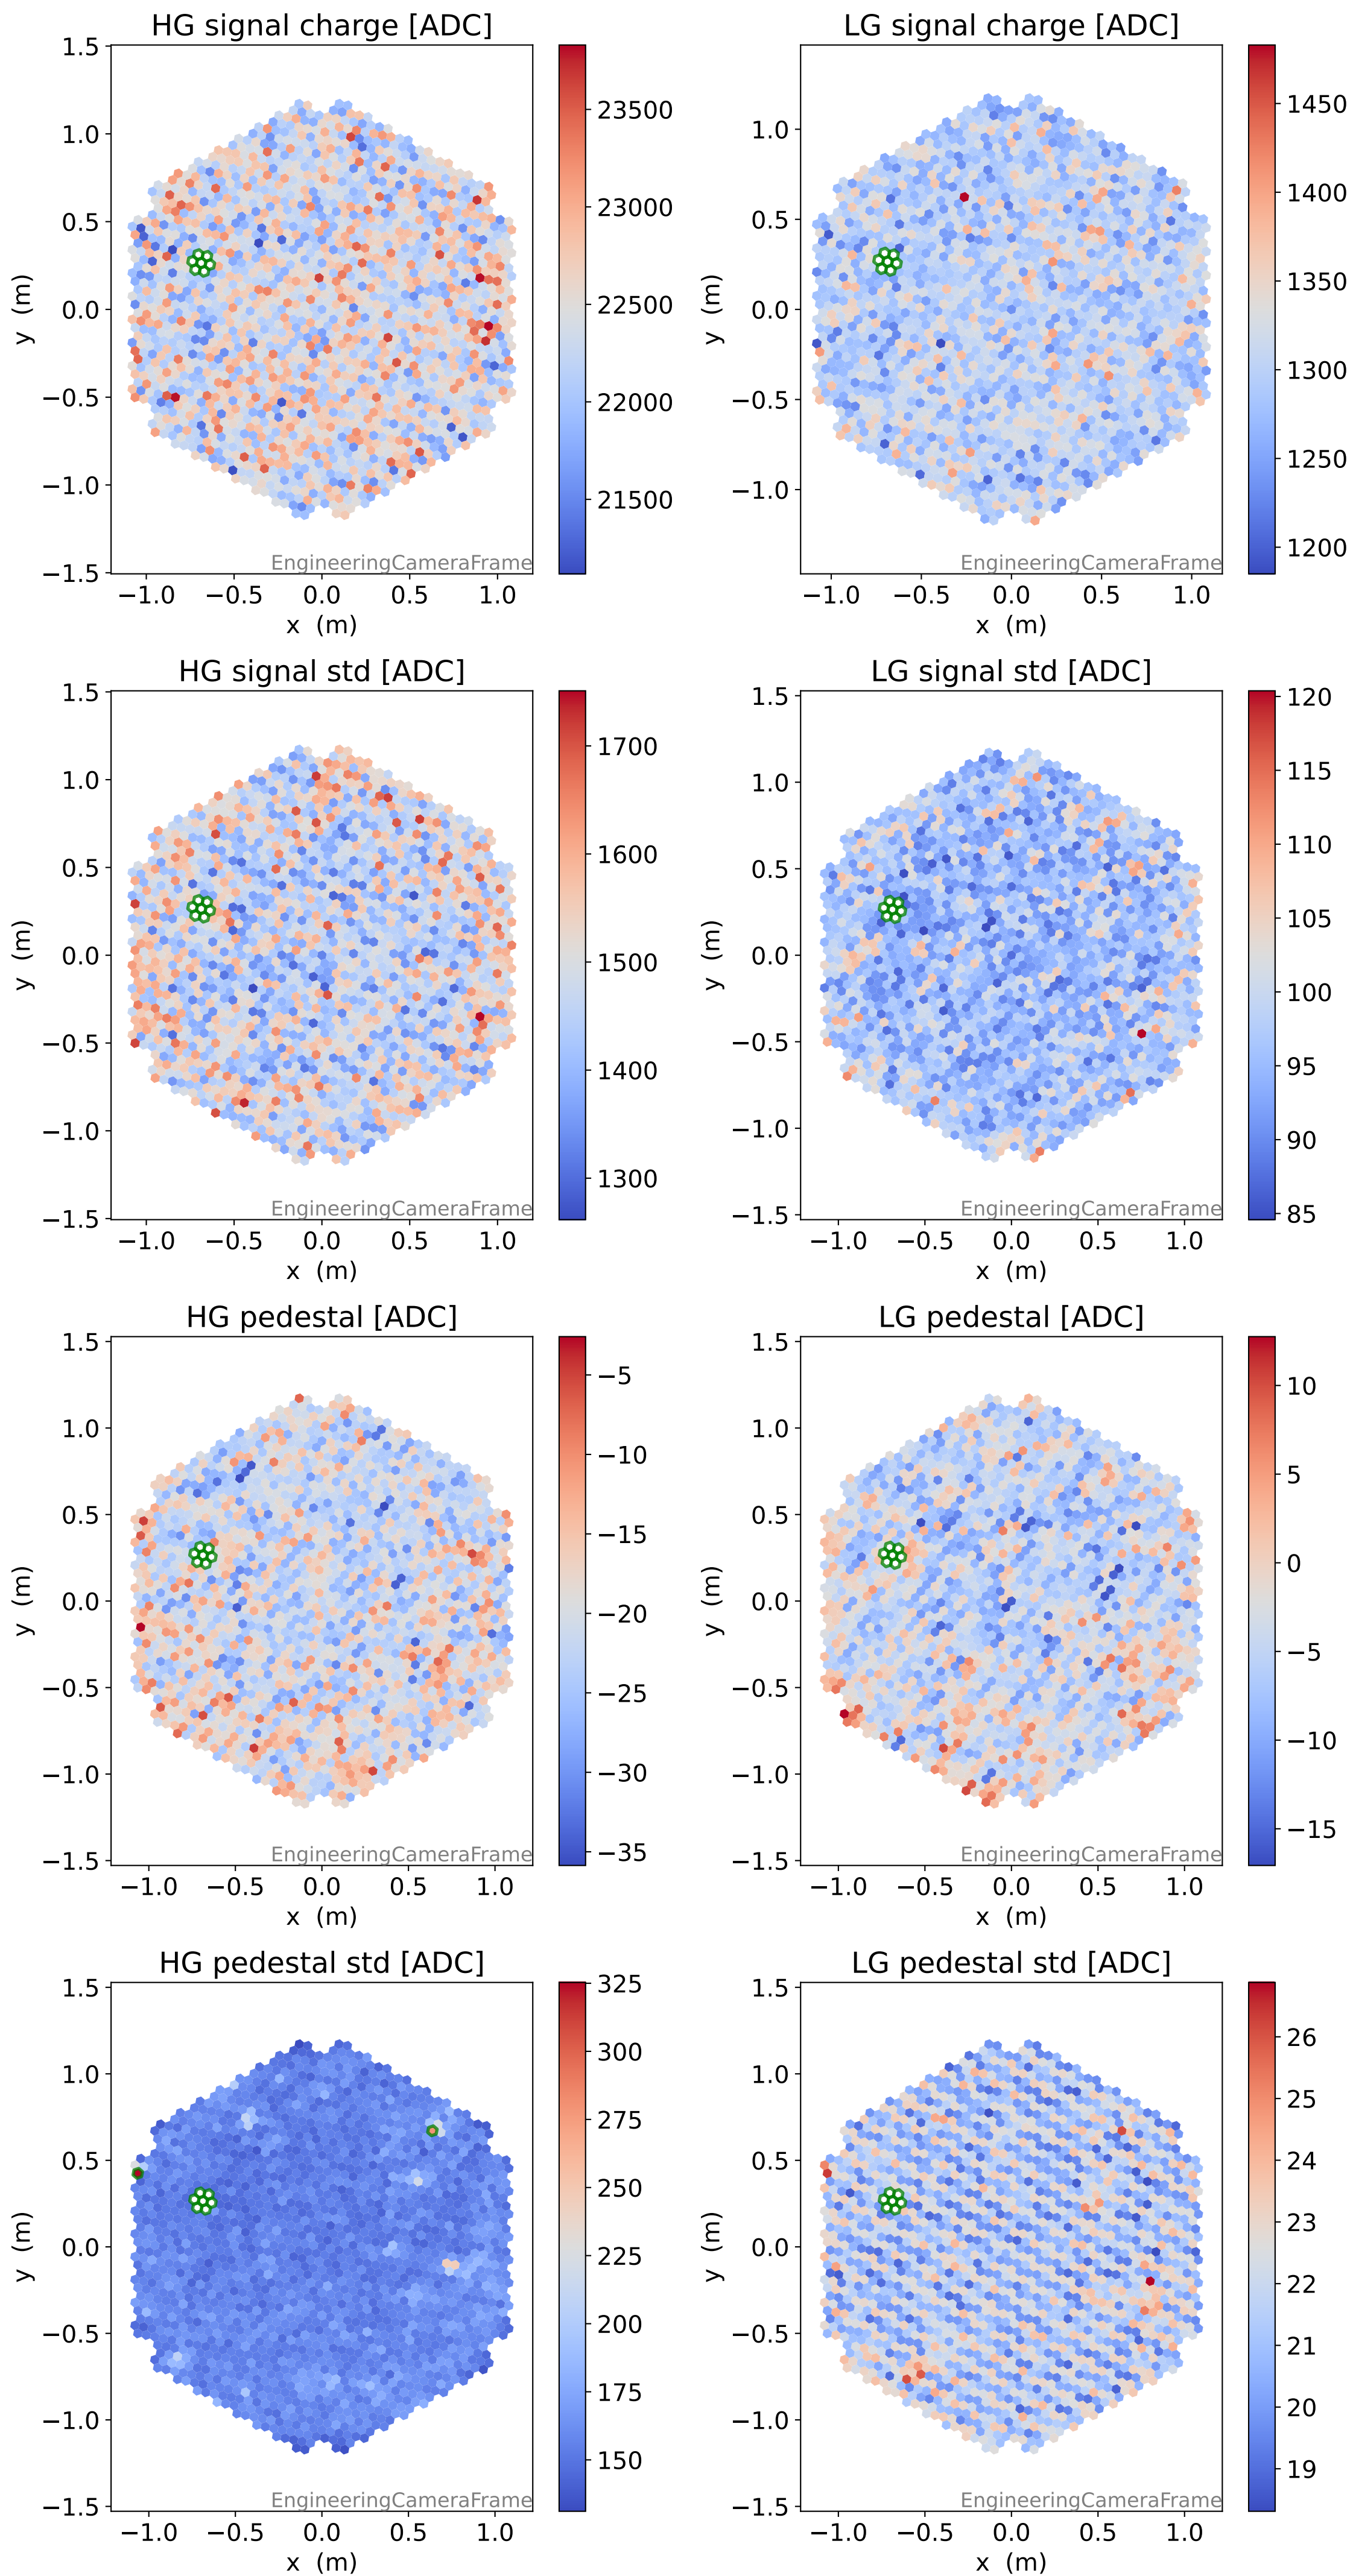 HG signal charge [ADC]
1.5
1.0
0.5
0.0
−0.5
−1.0
−1.5
y (m)
EngineeringCameraFrame
−1.0 −0.5 0.0 0.5 1.0
x (m)
23500
23000
22500
22000
21500
LG signal charge [ADC]
1.0
0.5
0.0
−0.5
−1.0
EngineeringCameraFrame
−1.0 −0.5 0.0 0.5 1.0
x (m)
1450
1400
1350
1300
1250
1200
HG signal std [ADC]
1.5
1.0
0.5
0.0
−0.5
−1.0
−1.5
y (m)
EngineeringCameraFrame
−1.0 −0.5 0.0 0.5 1.0
x (m)
1700
1600
1500
1400
1300
LG signal std [ADC]
1.5
1.0
0.5
0.0
−0.5
−1.0
−1.5
y (m)
EngineeringCameraFrame
−1.0 −0.5 0.0 0.5 1.0
x (m)
120
115
110
105
100
95
90
85
HG pedestal [ADC]
1.5
1.0
0.5
0.0
−0.5
−1.0
−1.5
y (m)
EngineeringCameraFrame
−1.0 −0.5 0.0 0.5 1.0
x (m)
−5
−10
−15
−20
−25
−30
−35
LG pedestal [ADC]
1.5
1.0
0.5
0.0
−0.5
−1.0
−1.5
y (m)
EngineeringCameraFrame
−1.0 −0.5 0.0 0.5 1.0
x (m)
10
5
0
−5
−10
−15
HG pedestal std [ADC]
1.5
1.0
0.5
0.0
−0.5
−1.0
−1.5
y (m)
EngineeringCameraFrame
−1.0 −0.5 0.0 0.5 1.0
x (m)
325
300
275
250
225
200
175
150
LG pedestal std [ADC]
1.5
1.0
0.5
0.0
−0.5
−1.0
−1.5
y (m)
EngineeringCameraFrame
−1.0 −0.5 0.0 0.5 1.0
x (m)
26
25
24
23
22
21
20
19